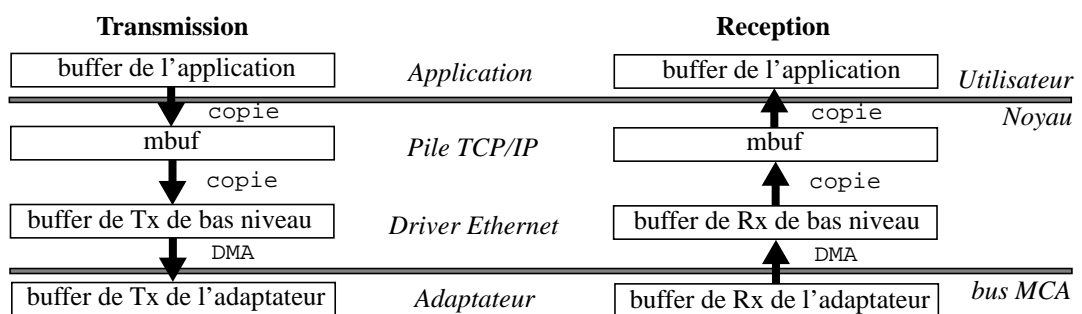 Transmission Reception
buffer de l’application Application buffer de l’application Utilisateur
copie copie Noyau
mbuf Pile TCP/IP mbuf
copie copie
buffer de Tx de bas niveau Driver Ethernet buffer de Rx de bas niveau
DMA DMA
buffer de Tx de l’adaptateur Adaptateur buffer de Rx de l’adaptateur bus MCA